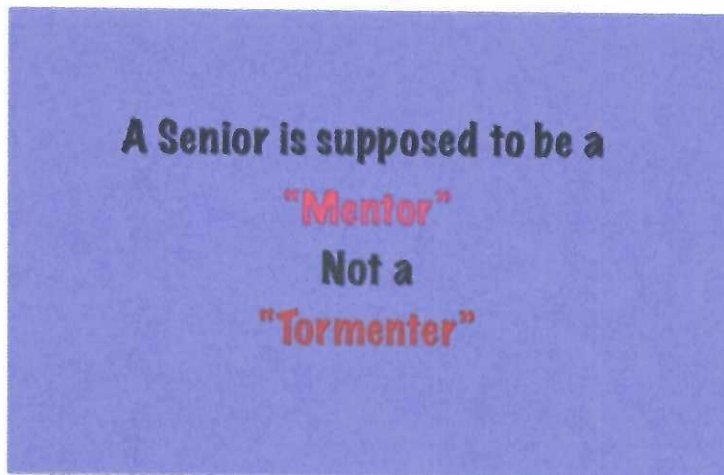 A Senior is supposed to be a
“Mentor”
Not a
“Tormenter”